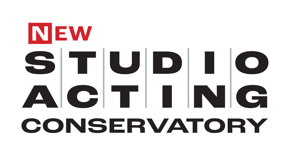 NEW
STUDIO
ACTING
CONSERVATORY